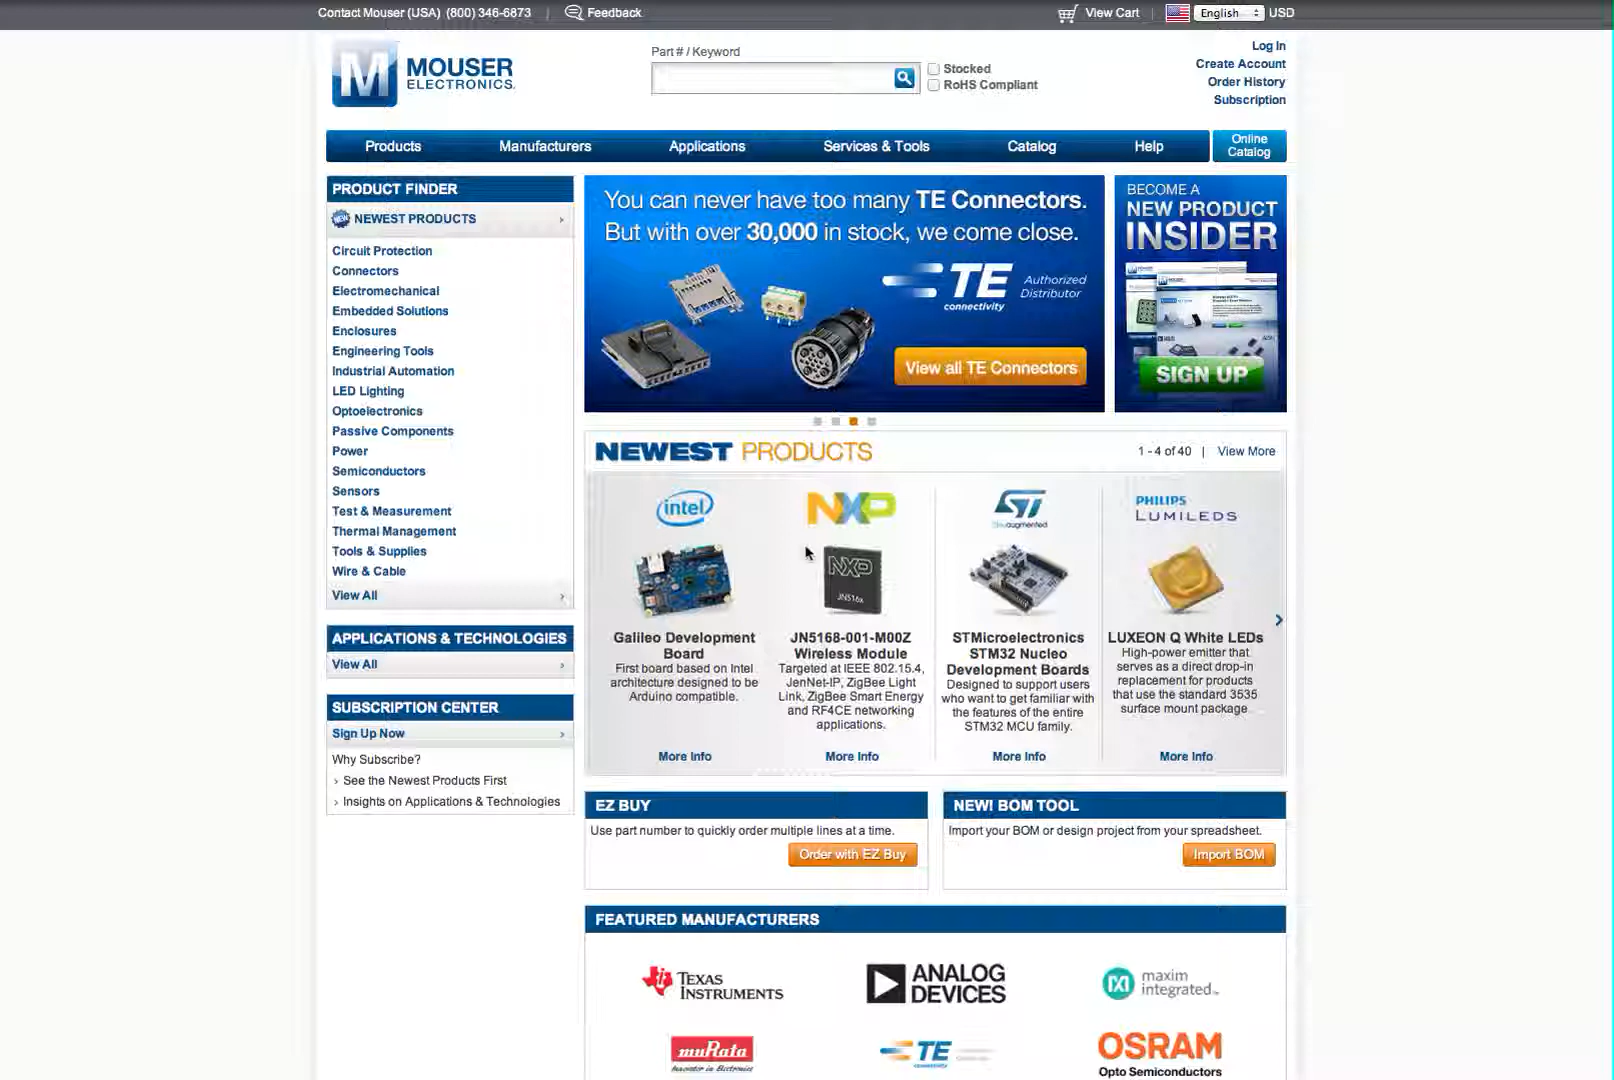 Contact Mouser (USA) (800) 346-6873 | Feedback
View Cart | English USD
MOUSER
ELECTRONICS
Part # / Keyword
Stocked
RoHS Compliant
Log In
Create Account
Order History
Subscription
Products Manufacturers Applications Services & Tools Catalog Help
Online
Catalog
PRODUCT FINDER
NEW NEWEST PRODUCTS
Circuit Protection
Connectors
Electromechanical
Embedded Solutions
Enclosures
Engineering Tools
Industrial Automation
LED Lighting
Optoelectronics
Passive Components
Power
Semiconductors
Sensors
Test & Measurement
Thermal Management
Tools & Supplies
Wire & Cable
View All
APPLICATIONS & TECHNOLOGIES
View All
SUBSCRIPTION CENTER
Sign Up Now
Why Subscribe?
See the Newest Products First
Insights on Applications & Technologies
You can never have too many TE Connectors.
But with over 30,000 in stock, we come close.
TE
connectivity
Authorized
Distributor
View all TE Connectors
BECOME A
NEW PRODUCT
INSIDER
SIGN UP
NEWEST PRODUCTS
1 - 4 of 40 | View More
intel
Galileo Development
Board
First board based on Intel
architecture designed to be
Arduino compatible.
More Info
NXP
NXP
JN516x
JN5168-001-M00Z
Wireless Module
Targeted at IEEE 802.15.4,
JenNet-IP, ZigBee Light
Link, ZigBee Smart Energy
and RF4CE networking
applications.
More Info
ST
life.augmented
STMicroelectronics
STM32 Nucleo
Development Boards
Designed to support users
who want to get familiar with
the features of the entire
STM32 MCU family.
More Info
PHILIPS
LUMILEDS
LUXEON Q White LEDs
High-power emitter that
serves as a direct drop-in
replacement for products
that use the standard 3535
surface mount package.
More Info
EZ BUY
Use part number to quickly order multiple lines at a time.
Order with EZ Buy
NEW! BOM TOOL
Import your BOM or design project from your spreadsheet.
Import BOM
FEATURED MANUFACTURERS
TEXAS
INSTRUMENTS
ANALOG
DEVICES
maxim
integrated™
muRata
Innovator in Electronics
TE
connectivity
OSRAM
Opto Semiconductors